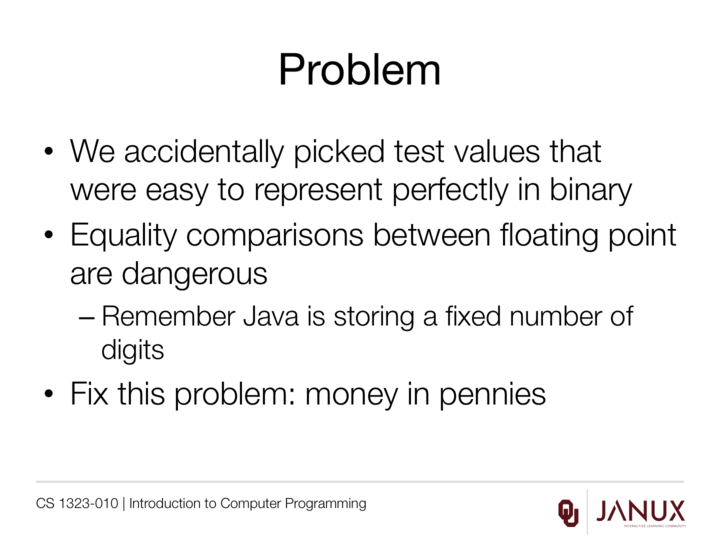 Problem
• We accidentally picked test values that
were easy to represent perfectly in binary
• Equality comparisons between floating point
are dangerous
– Remember Java is storing a fixed number of
digits
• Fix this problem: money in pennies
CS 1323-010 | Introduction to Computer Programming
OU
JANUX
INTERACTIVE LEARNING COMMUNITY